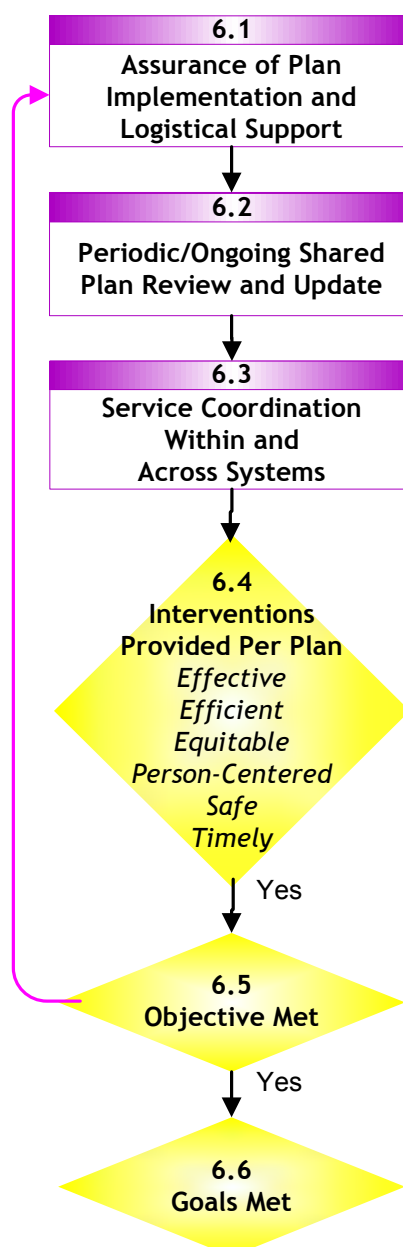 6.1
Assurance of Plan
Implementation and
Logistical Support
6.2
Periodic/Ongoing Shared
Plan Review and Update
6.3
Service Coordination
Within and
Across Systems
6.4
Interventions
Provided Per Plan
Effective
Efficient
Equitable
Person-Centered
Safe
Timely
Yes
6.5
Objective Met
Yes
6.6
Goals Met